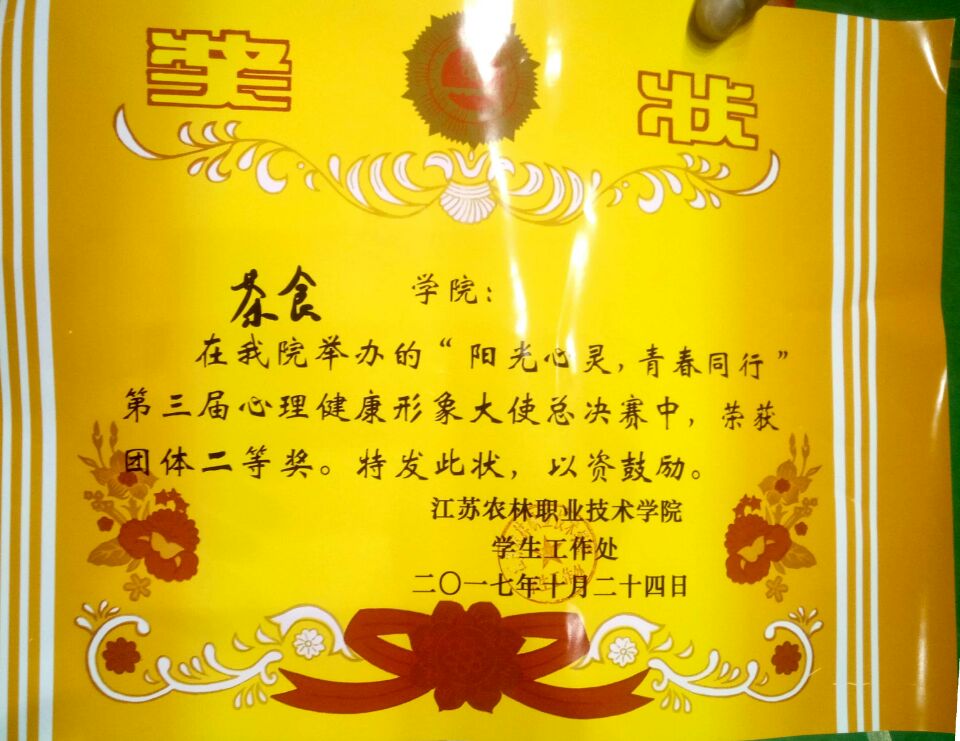 奖状
茶食 学院：
在我院举办的“阳光心灵，青春同行”
第三届心理健康形象大使总决赛中，荣获
团体二等奖。特发此状，以资鼓励。
江苏农林职业技术学院
学生工作处
二〇一七年十月二十四日